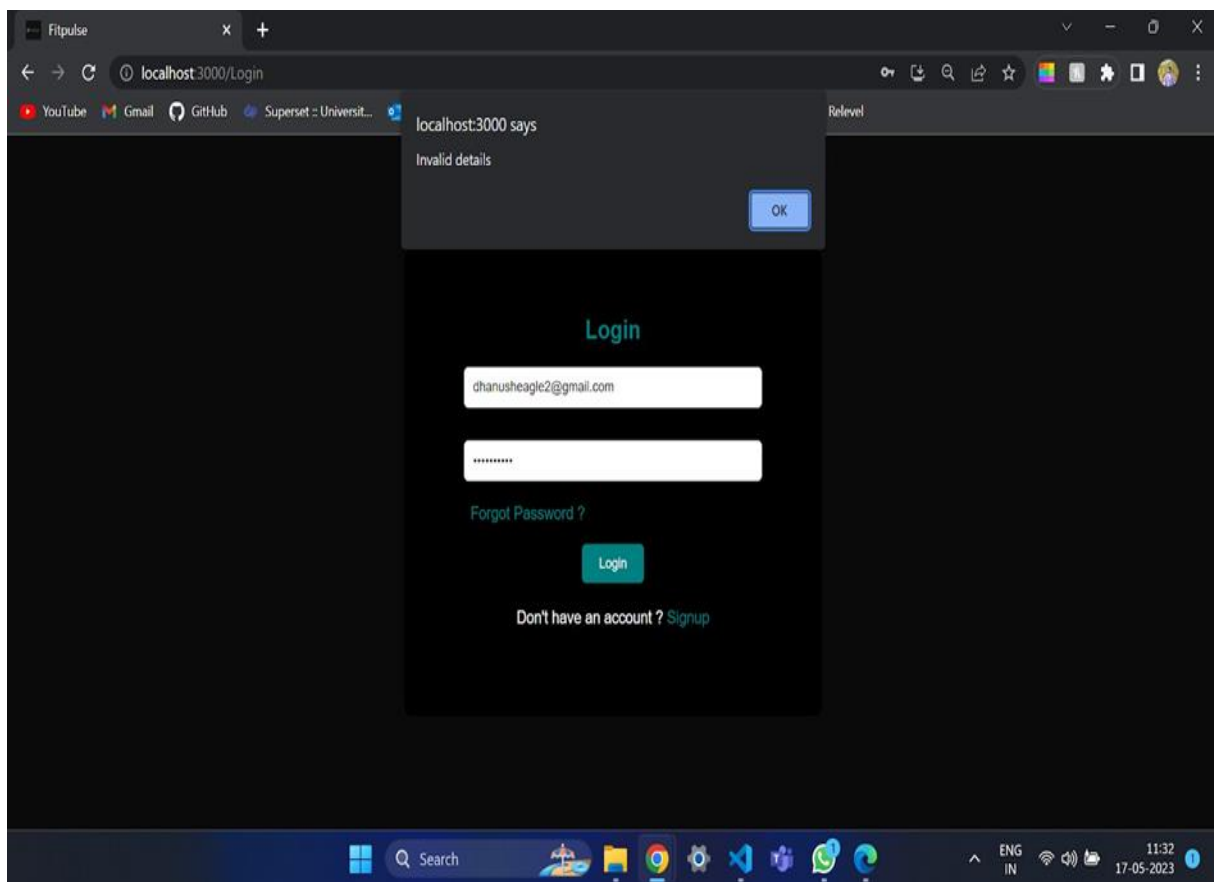 Fitpulse
localhost:3000/Login
YouTube Gmail GitHub Superset :: Universit... Relevel
localhost:3000 says
Invalid details
OK
Login
dhanusheagle2@gmail.com
••••••••••
Forgot Password ?
Login
Don't have an account ? Signup
Search
ENG
IN
11:32
17-05-2023
1